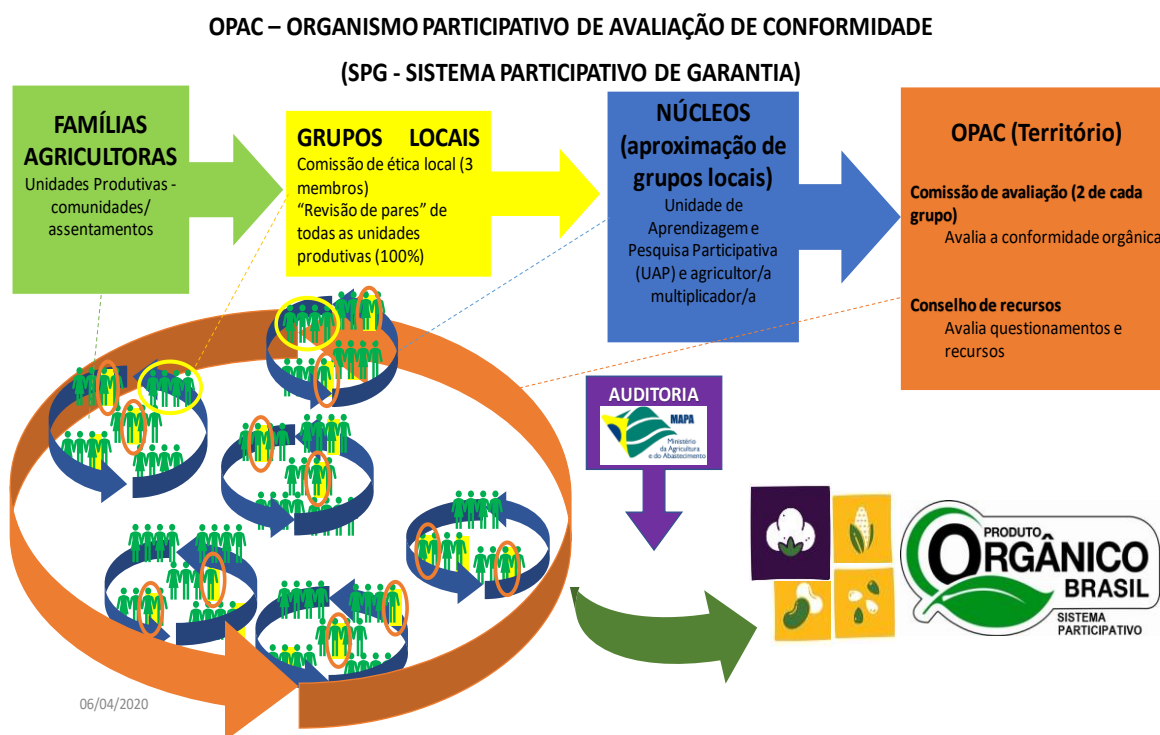 OPAC – ORGANISMO PARTICIPATIVO DE AVALIAÇÃO DE CONFORMIDADE
(SPG - SISTEMA PARTICIPATIVO DE GARANTIA)
FAMÍLIAS
AGRICULTORAS
Unidades Produtivas -
comunidades/
assentamentos
GRUPOS LOCAIS
Comissão de ética local (3
membros)
“Revisão de pares” de
todas as unidades
produtivas (100%)
NÚCLEOS
(aproximação de
grupos locais)
Unidade de
Aprendizagem e
Pesquisa Participativa
(UAP) e agricultor/a
multiplicador/a
OPAC (Território)
Comissão de avaliação (2 de cada
grupo)
Avalia a conformidade orgânica
Conselho de recursos
Avalia questionamentos e
recursos
AUDITORIA
MAPA
Ministério
da Agricultura
e do Abastecimento
PRODUTO
ORGÂNICO
BRASIL
SISTEMA
PARTICIPATIVO
06/04/2020